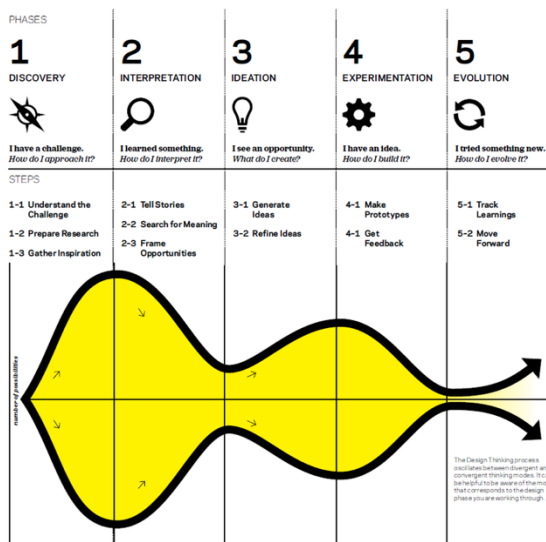 PHASES
1
DISCOVERY
I have a challenge.
How do I approach it?
2
INTERPRETATION
I learned something.
How do I interpret it?
3
IDEATION
I see an opportunity.
What do I create?
4
EXPERIMENTATION
I have an idea.
How do I build it?
5
EVOLUTION
I tried something new.
How do I evolve it?
STEPS
1-1 Understand the
Challenge
1-2 Prepare Research
1-3 Gather Inspiration
2-1 Tell Stories
2-2 Search for Meaning
2-3 Frame
Opportunities
3-1 Generate
Ideas
3-2 Refine Ideas
4-1 Make
Prototypes
4-1 Get
Feedback
5-1 Track
Learnings
5-2 Move
Forward
number of possibilities
The Design Thinking process
oscillates between divergent an
convergent thinking modes. It ca
be helpful to be aware of the mo
that corresponds to the design
phase you are working through.